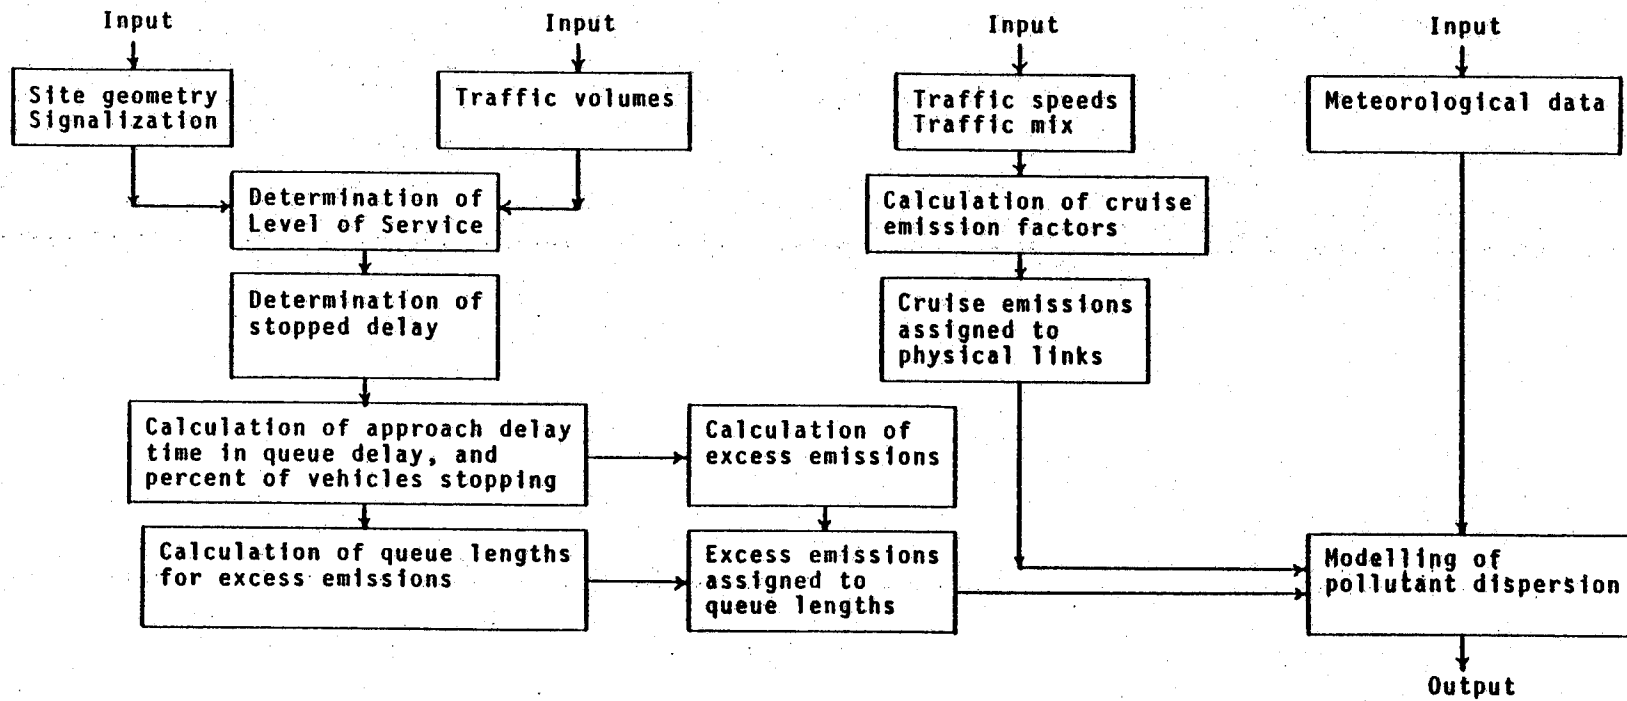 Input
Site geometry
Signalization
Input
Traffic volumes
Input
Traffic speeds
Traffic mix
Input
Meteorological data
Determination of
Level of Service
Calculation of cruise
emission factors
Determination of
stopped delay
Cruise emissions
assigned to
physical links
Calculation of approach delay
time in queue delay, and
percent of vehicles stopping
Calculation of
excess emissions
Calculation of queue lengths
for excess emissions
Excess emissions
assigned to
queue lengths
Modelling of
pollutant dispersion
Output